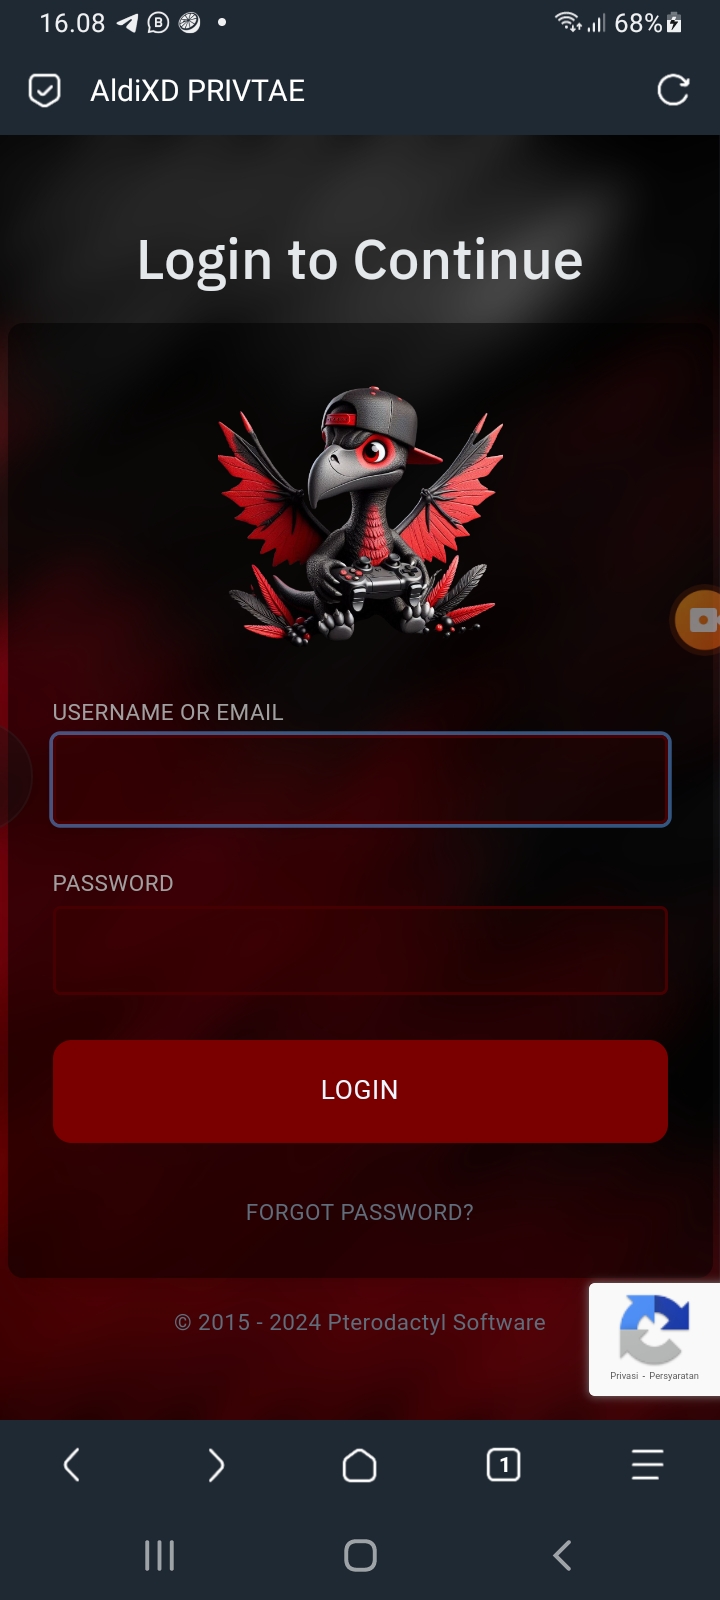 16.08
68%
AldiXD PRIVTAE
Login to Continue
USERNAME OR EMAIL
PASSWORD
LOGIN
FORGOT PASSWORD?
© 2015 - 2024 Pterodactyl Software
Privasi - Persyaratan
1